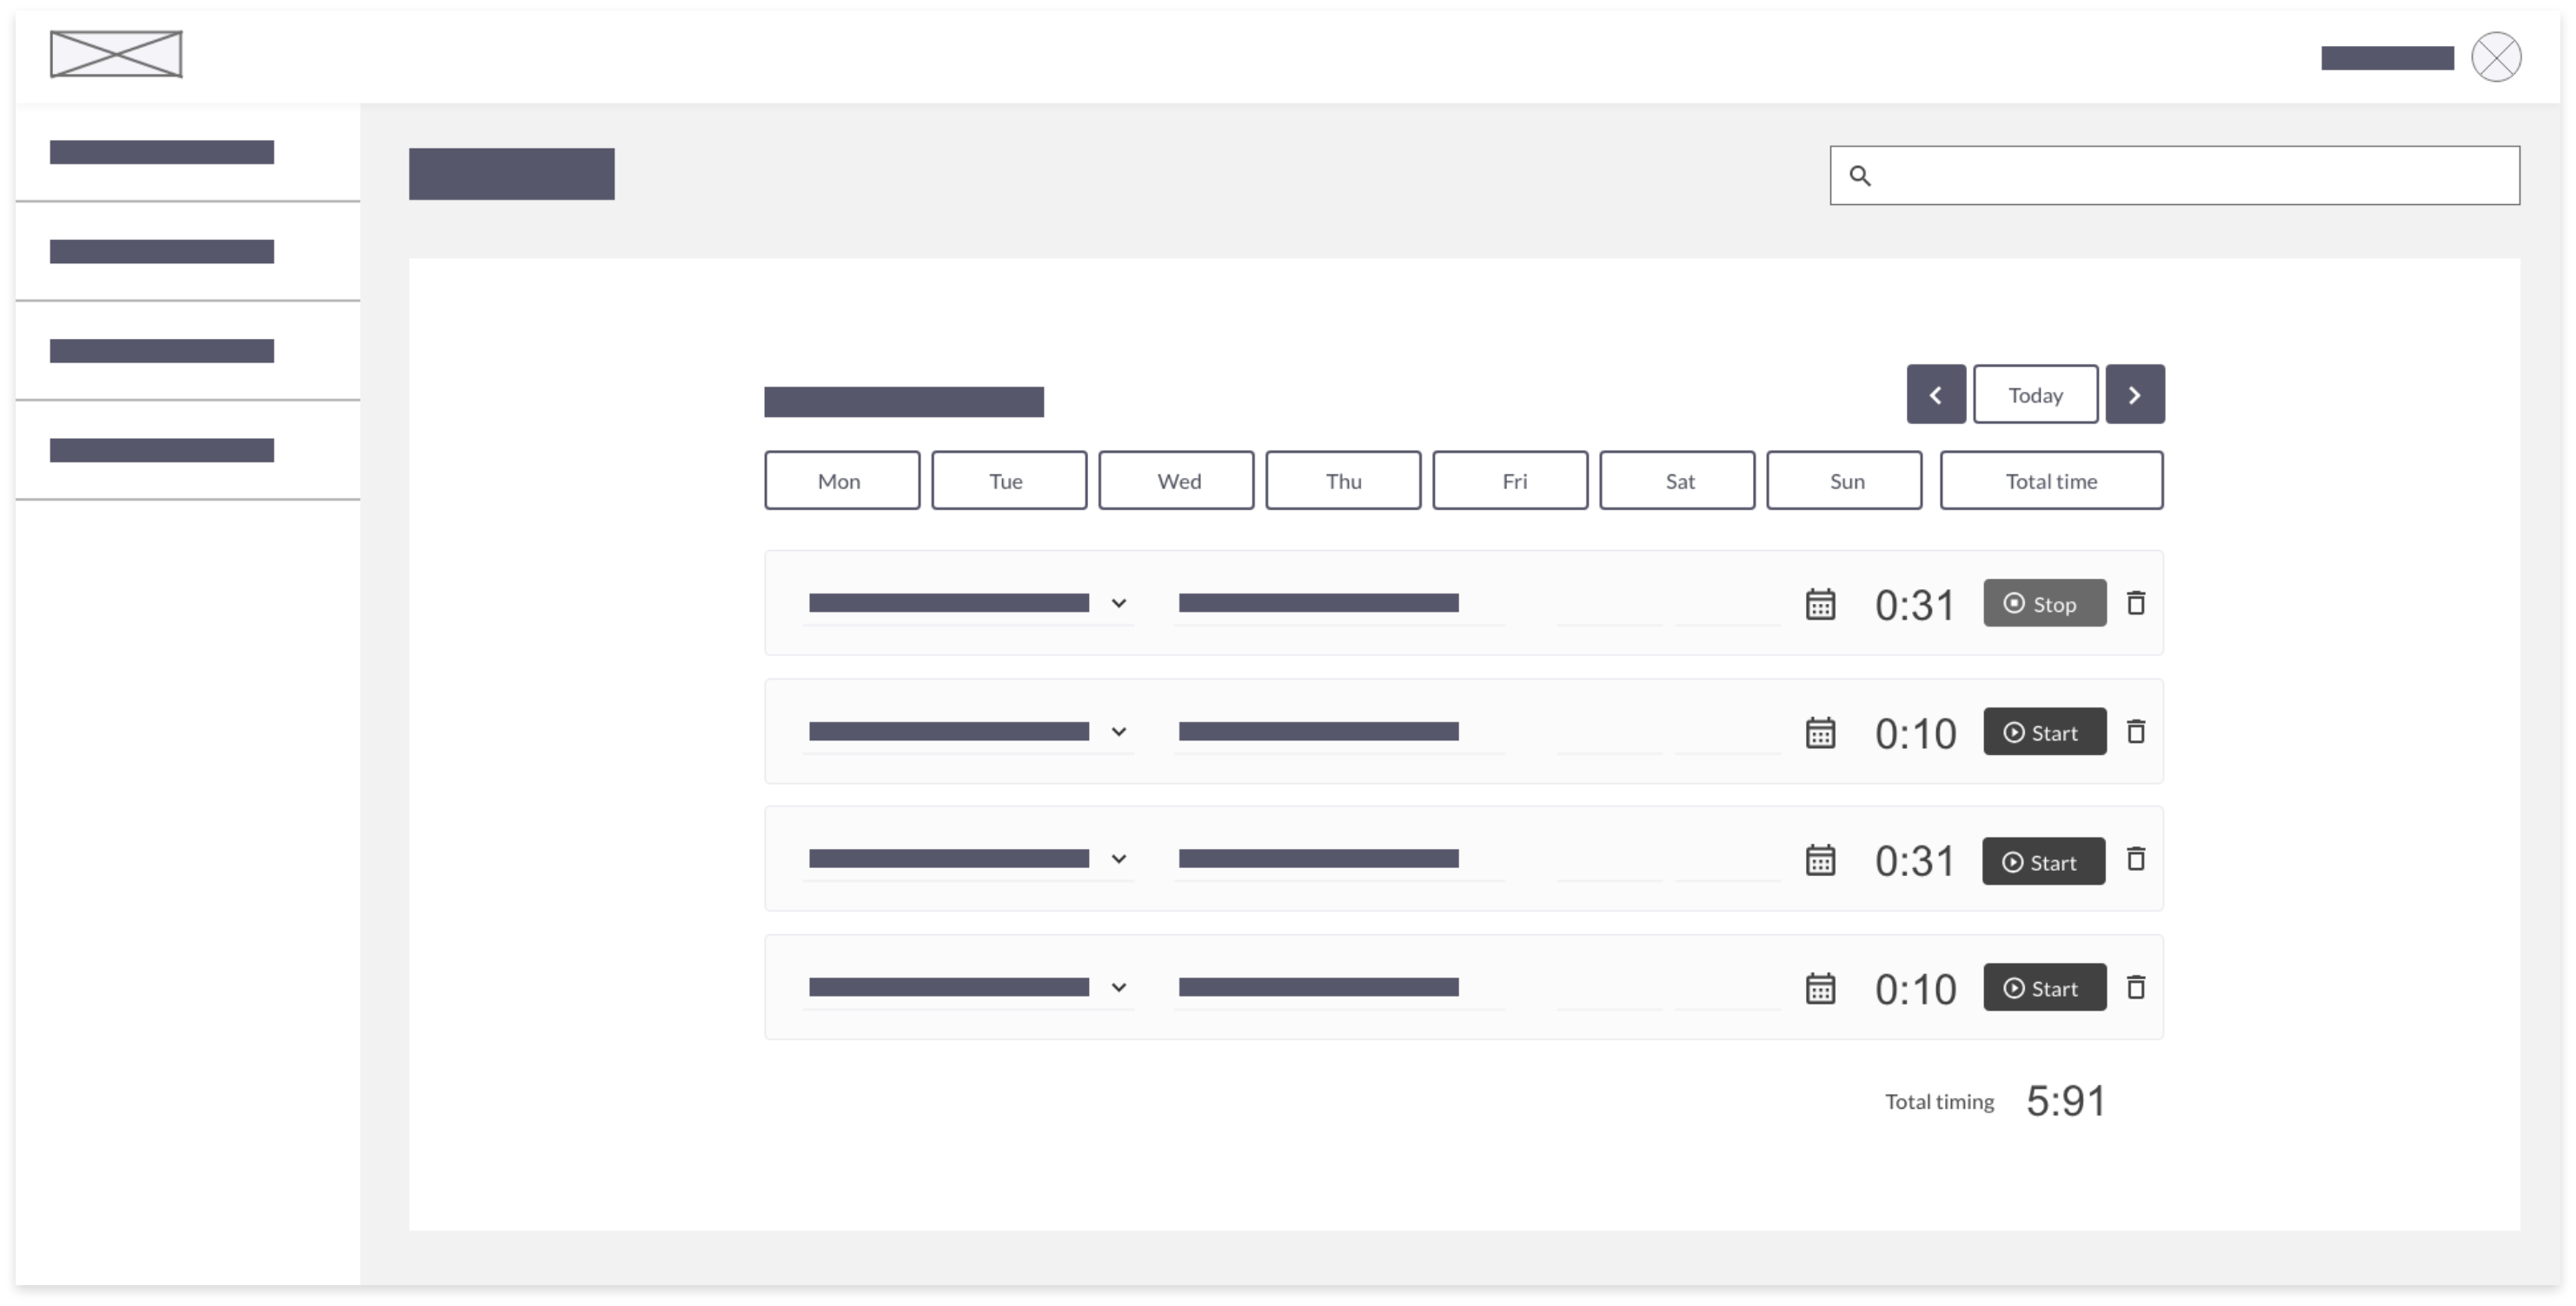 Today
Mon Tue Wed Thu Fri Sat Sun Total time
0:31 Stop
0:10 Start
0:31 Start
0:10 Start
Total timing 5:91